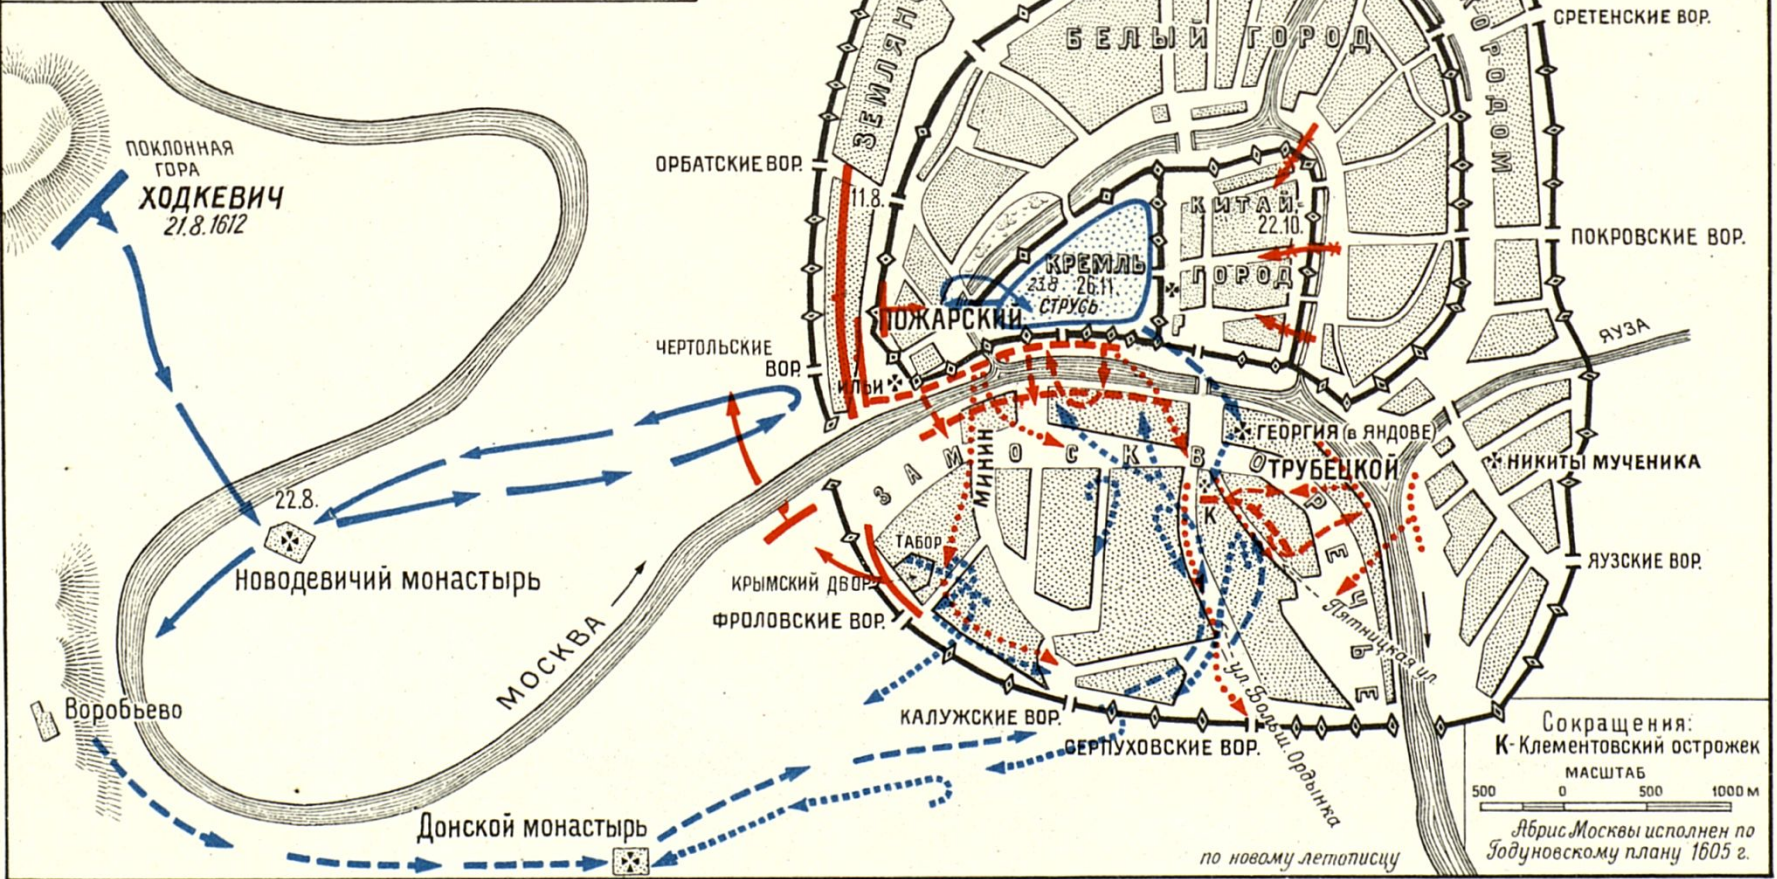 СРЕТЕНСКИЕ ВОР.
БЕЛЫЙ ГОРОД
ЗЕМЛЯН
ГОРОДОМ
ПОКЛОННАЯ
ГОРА
ХОДКЕВИЧ
21.8.1612
ОРБАТСКИЕ ВОР.
11.8.
КИТАЙ-
22.10.
ГОРОД
КРЕМЛЬ
23.8. 26.11.
СТРУСЬ
ПОКРОВСКИЕ ВОР.
ПОЖАРСКИЙ
ЯУЗА
ЧЕРТОЛЬСКИЕ
ВОР.
ИЛЬИ
ГЕОРГИЯ (в ЯНДОВЕ)
МИНИН
ЗАМОСКВОРЕЧЬЕ
ТРУБЕЦКОЙ
НИКИТЫ МУЧЕНИКА
22.8.
К
Новодевичий монастырь
ТАБОР
КРЫМСКИЙ ДВОР
ФРОЛОВСКИЕ ВОР.
ЯУЗСКИЕ ВОР.
Пятницкая ул.
МОСКВА
ул. Больш. Ордынка
Воробьево
КАЛУЖСКИЕ ВОР.
СЕРПУХОВСКИЕ ВОР.
Донской монастырь
Сокращения:
К-Клементовский острожек
МАСШТАБ
500 0 500 1000 м
Абрис Москвы исполнен по
Годуновскому плану 1605 г.
по новому летописцу